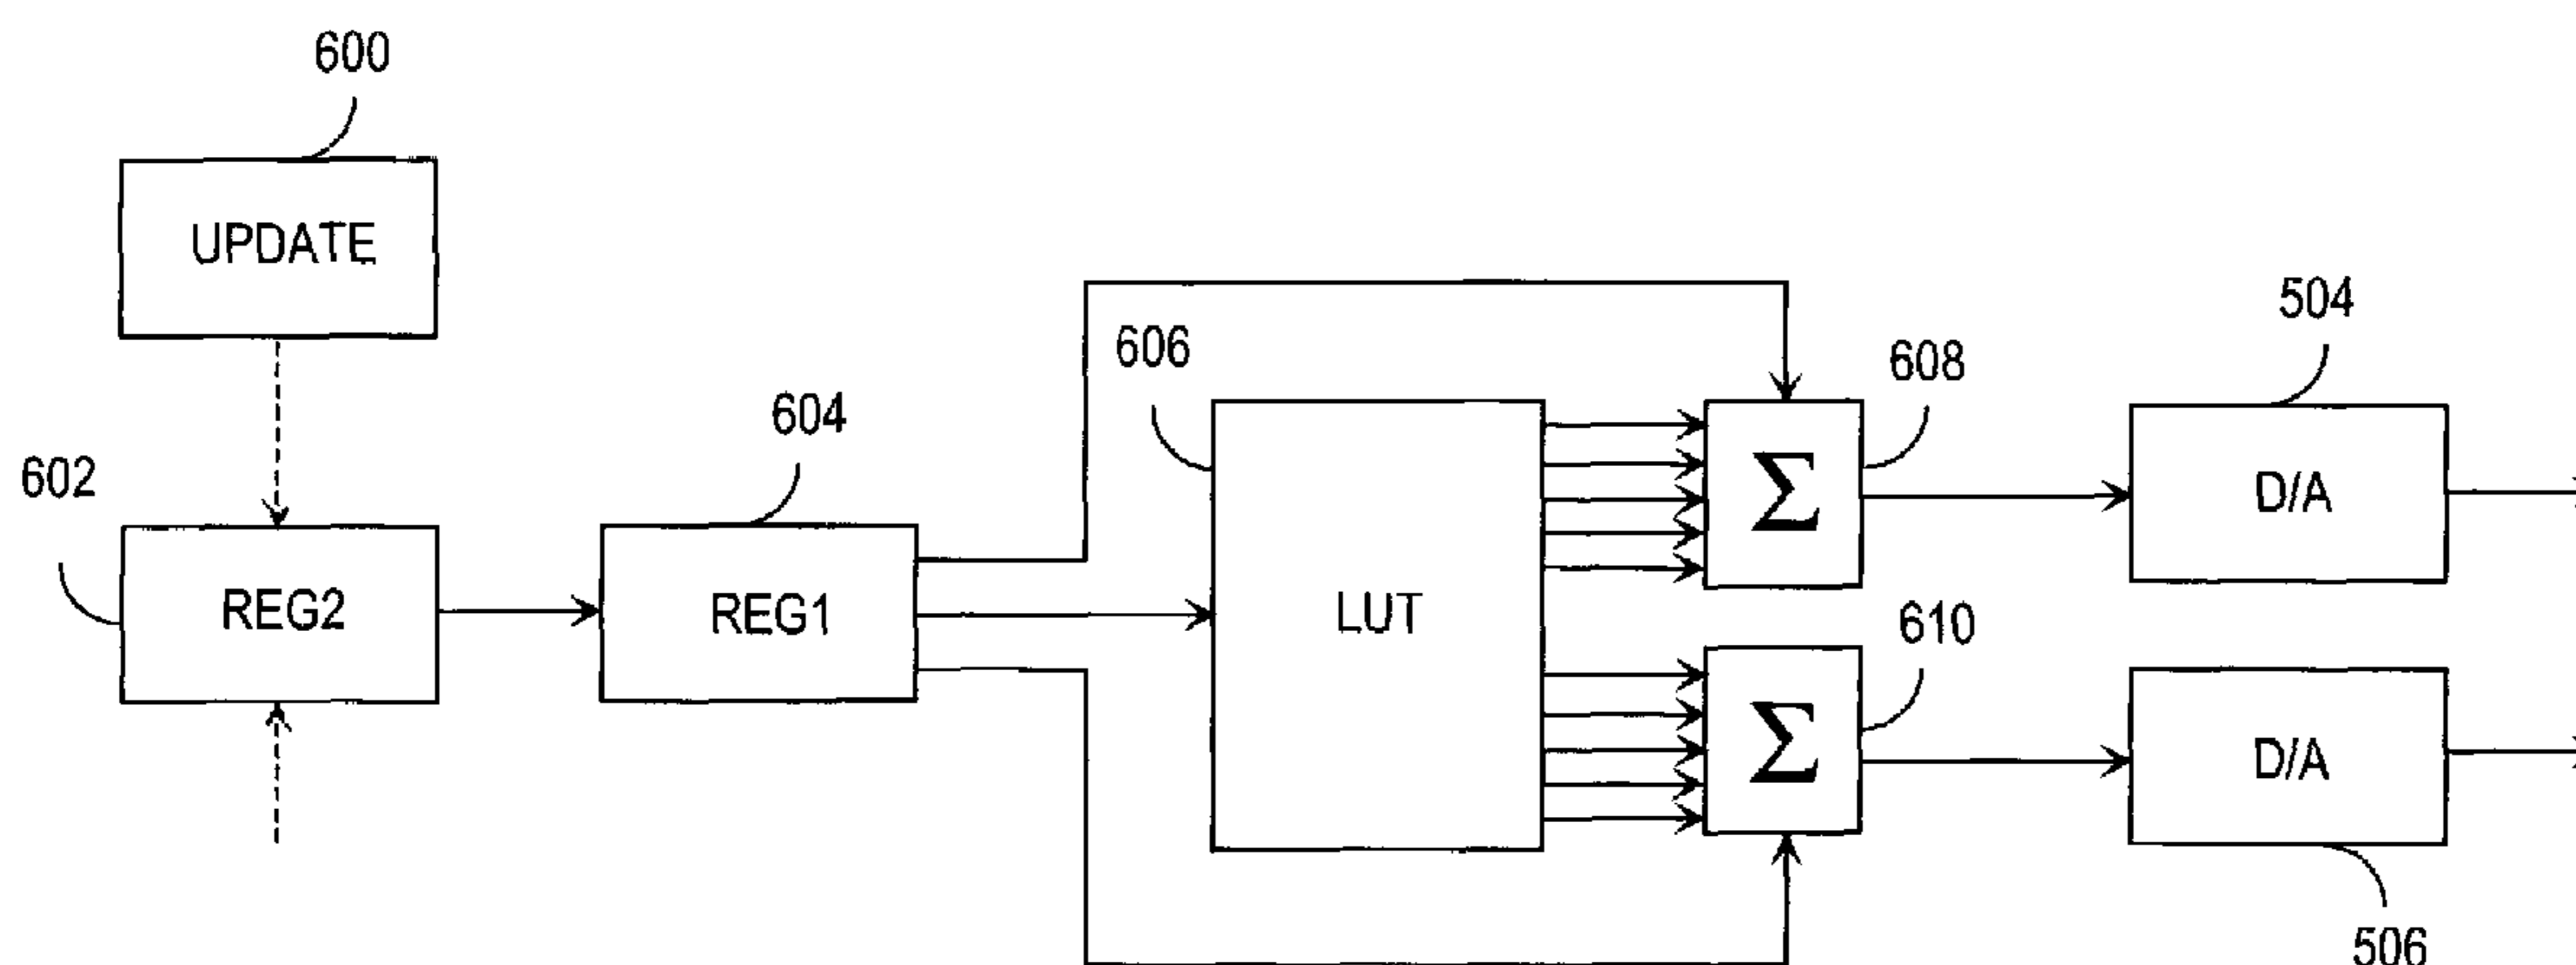 600
UPDATE
602
REG2
604
REG1
606
LUT
608
Σ
610
Σ
504
D/A
D/A
506